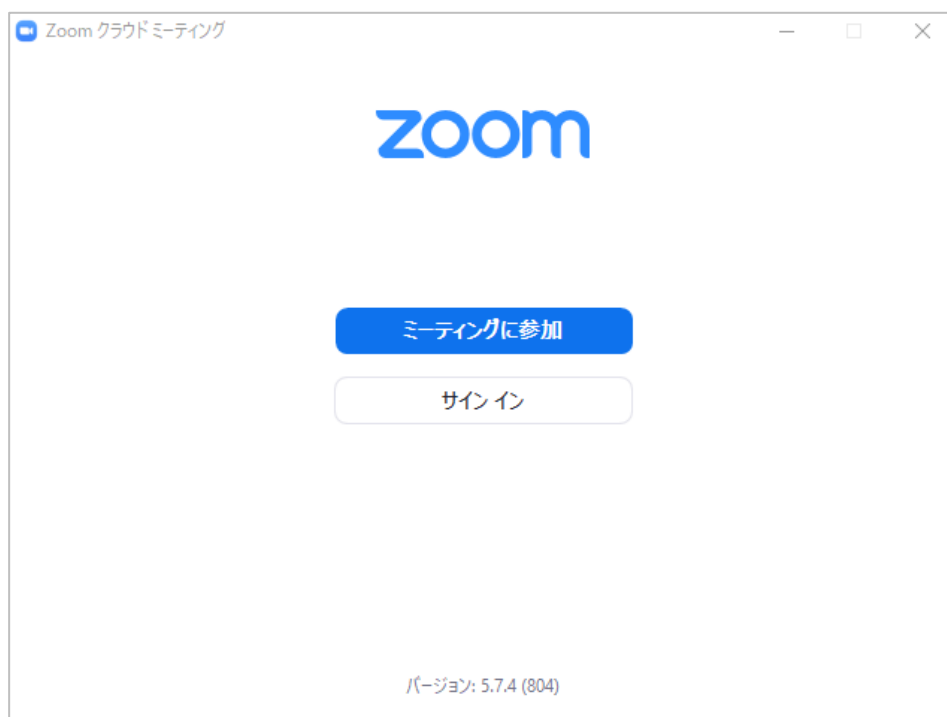 Zoom クラウド ミーティング
zoom
ミーティングに参加
サイン イン
バージョン: 5.7.4 (804)